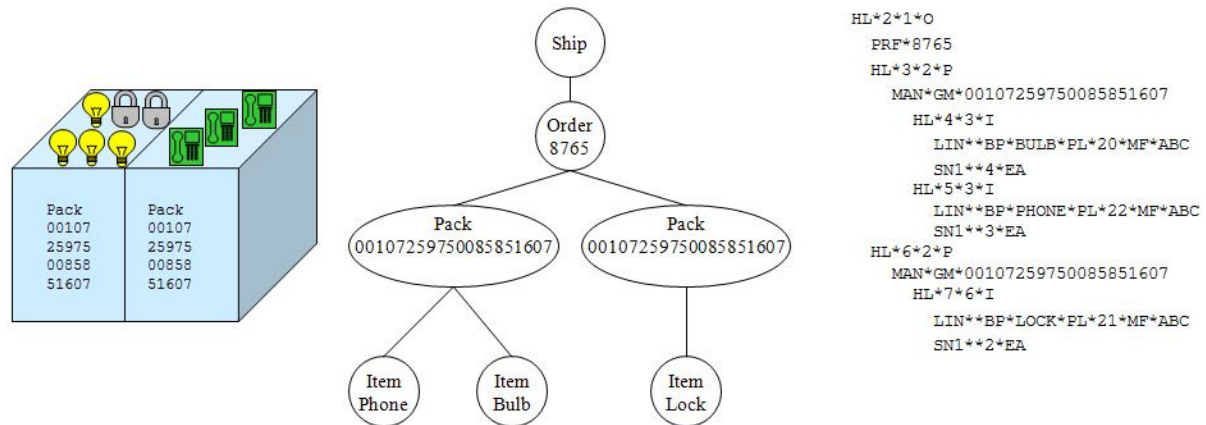 Pack
00107
25975
00858
51607
Pack
00107
25975
00858
51607
Ship
Order
8765
Pack
00107259750085851607
Pack
00107259750085851607
Item
Phone
Item
Bulb
Item
Lock
HL*2*1*O
PRF*8765
HL*3*2*P
MAN*GM*00107259750085851607
HL*4*3*I
LIN**BP*BULB*PL*20*MF*ABC
SN1**4*EA
HL*5*3*I
LIN**BP*PHONE*PL*22*MF*ABC
SN1**3*EA
HL*6*2*P
MAN*GM*00107259750085851607
HL*7*6*I
LIN**BP*LOCK*PL*21*MF*ABC
SN1**2*EA